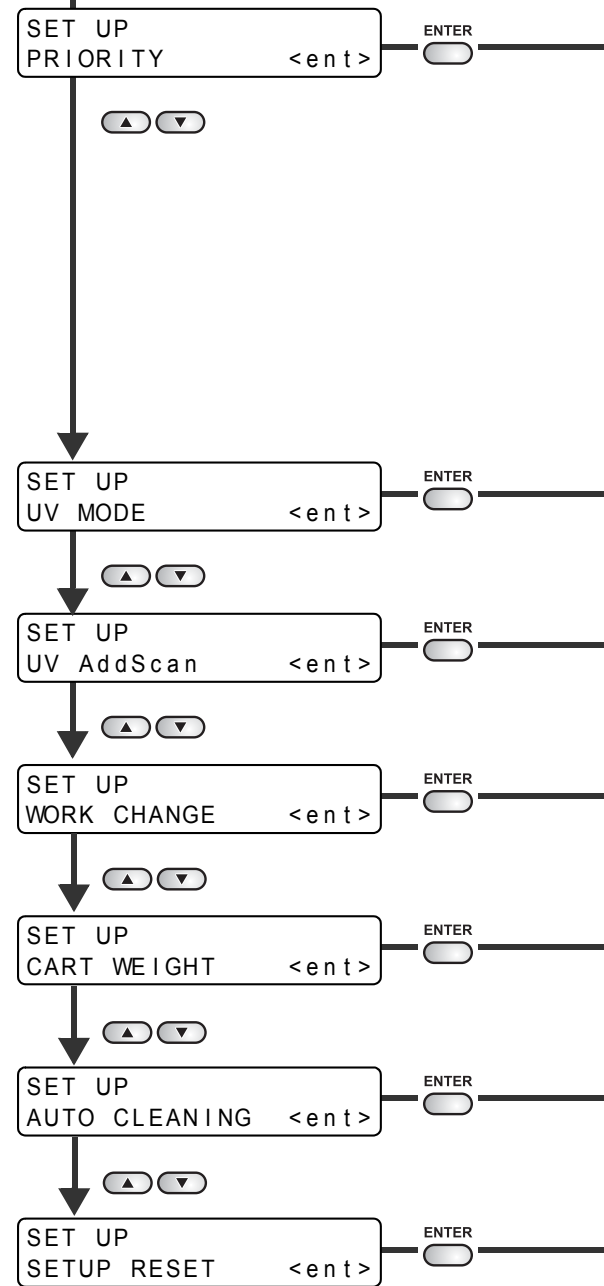 SET UP
PRIORITY <ent>
ENTER
SET UP
UV MODE <ent>
ENTER
SET UP
UV AddScan <ent>
ENTER
SET UP
WORK CHANGE <ent>
ENTER
SET UP
CART WEIGHT <ent>
ENTER
SET UP
AUTO CLEANING <ent>
ENTER
SET UP
SETUP RESET <ent>
ENTER